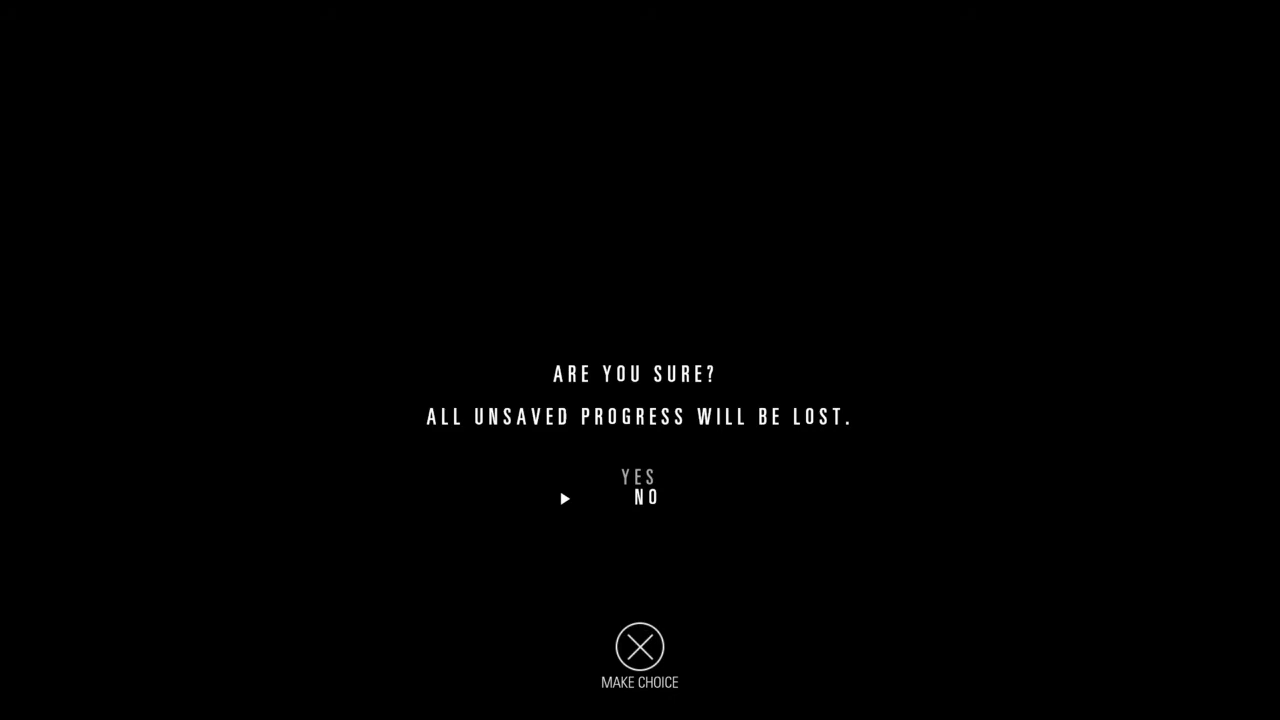 ARE YOU SURE?
ALL UNSAVED PROGRESS WILL BE LOST.
YES
NO
MAKE CHOICE